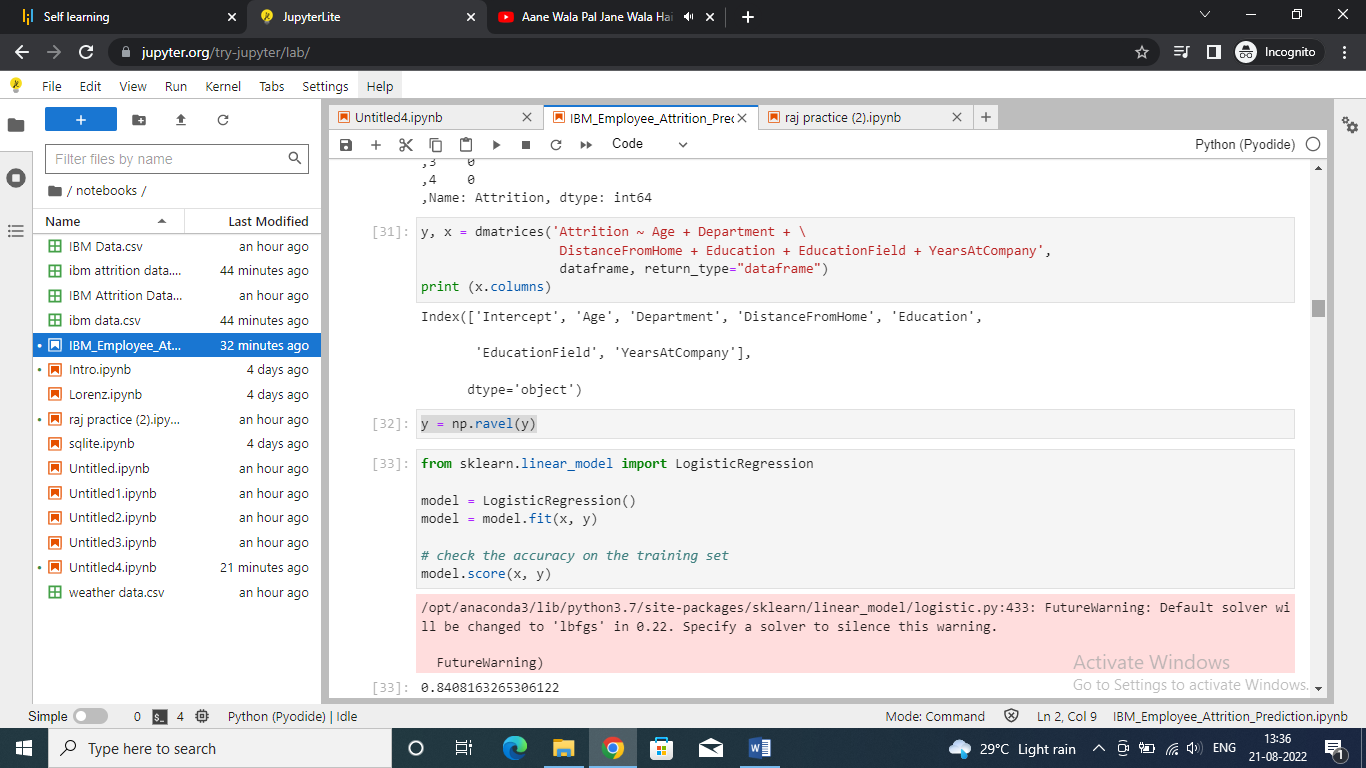 Self learning
JupyterLite
Aane Wala Pal Jane Wala Hai
jupyter.org/try-jupyter/lab/
Incognito
File Edit View Run Kernel Tabs Settings Help
Untitled4.ipynb
IBM_Employee_Attrition_Prec
raj practice (2).ipynb
Filter files by name
/ notebooks /
Name Last Modified
IBM Data.csv an hour ago
ibm attrition data.... 44 minutes ago
IBM Attrition Data... an hour ago
ibm data.csv 44 minutes ago
IBM_Employee_At... 32 minutes ago
Intro.ipynb 4 days ago
Lorenz.ipynb 4 days ago
raj practice (2).ipy... an hour ago
sqlite.ipynb 4 days ago
Untitled.ipynb an hour ago
Untitled1.ipynb an hour ago
Untitled2.ipynb an hour ago
Untitled3.ipynb an hour ago
Untitled4.ipynb 21 minutes ago
weather data.csv an hour ago
Code
Python (Pyodide)
,3 0
,4 0
,Name: Attrition, dtype: int64
[31]: y, x = dmatrices('Attrition ~ Age + Department + \
DistanceFromHome + Education + EducationField + YearsAtCompany',
dataframe, return_type="dataframe")
print (x.columns)
Index(['Intercept', 'Age', 'Department', 'DistanceFromHome', 'Education',
'EducationField', 'YearsAtCompany'],
dtype='object')
[32]: y = np.ravel(y)
[33]: from sklearn.linear_model import LogisticRegression
model = LogisticRegression()
model = model.fit(x, y)
# check the accuracy on the training set
model.score(x, y)
/opt/anaconda3/lib/python3.7/site-packages/sklearn/linear_model/logistic.py:433: FutureWarning: Default solver wi
ll be changed to 'lbfgs' in 0.22. Specify a solver to silence this warning.
FutureWarning)
[33]: 0.8408163265306122
Activate Windows
Go to Settings to activate Windows.
Simple 0 $_ 4 Python (Pyodide) | Idle
Mode: Command Ln 2, Col 9 IBM_Employee_Attrition_Prediction.ipynb
Type here to search
29°C Light rain ENG
13:36
21-08-2022
1